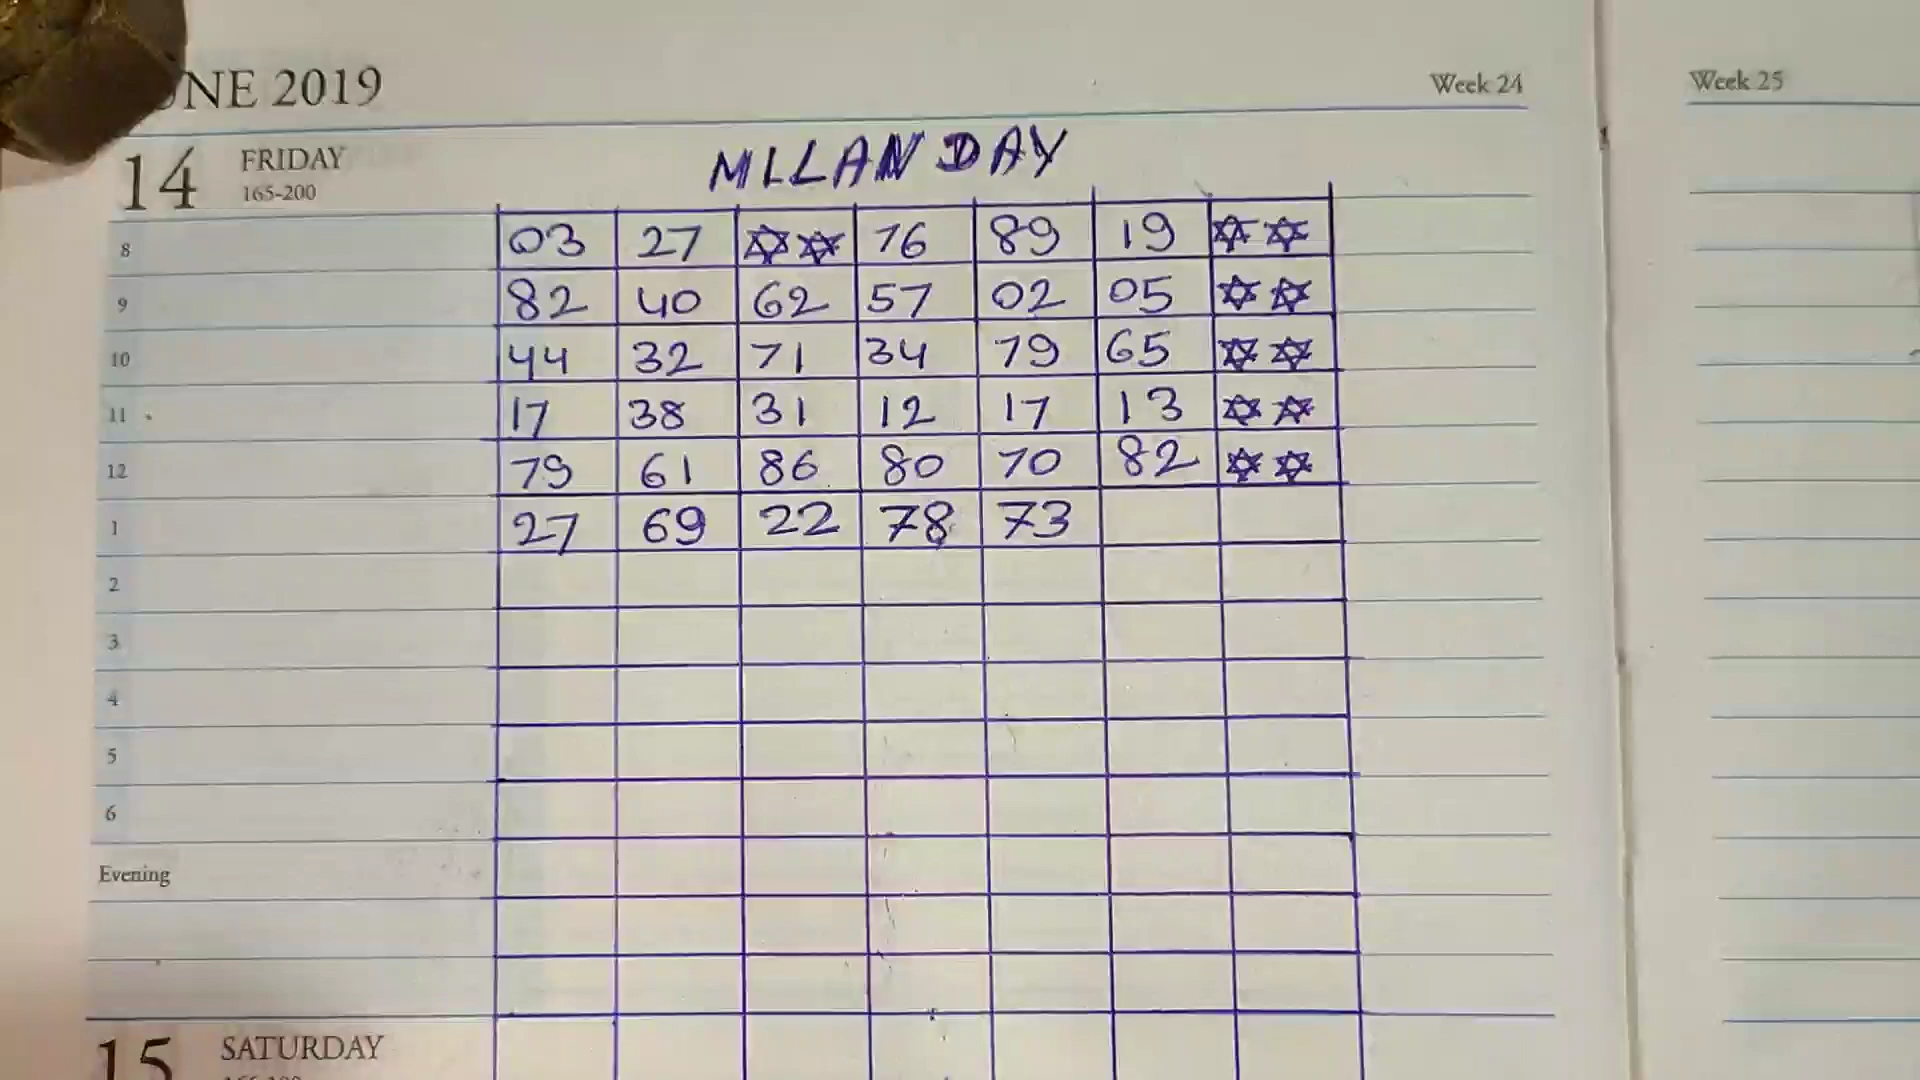 UNE 2019
Week 24
Week 25
14 FRIDAY
165-200
MILAN DAY
8 03 27 ✡✡ 76 89 19 ✡✡
9 82 40 62 57 02 05 ✡✡
10 44 32 71 34 79 65 ✡✡
11 17 38 31 12 17 13 ✡✡
12 79 61 86 80 70 82 ✡✡
1 27 69 22 78 73
2
3
4
5
6
Evening
15 SATURDAY